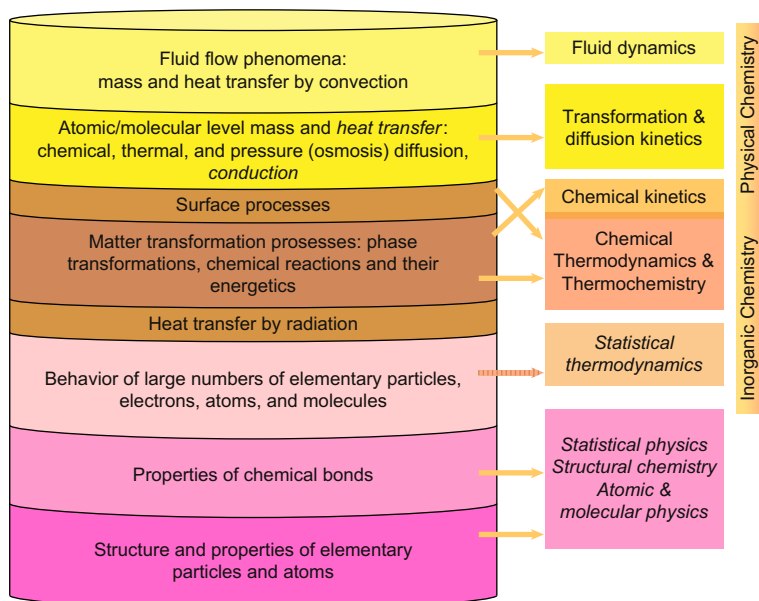 Fluid flow phenomena:
mass and heat transfer by convection
Atomic/molecular level mass and heat transfer:
chemical, thermal, and pressure (osmosis) diffusion,
conduction
Surface processes
Matter transformation prosesses: phase
transformations, chemical reactions and their
energetics
Heat transfer by radiation
Behavior of large numbers of elementary particles,
electrons, atoms, and molecules
Properties of chemical bonds
Structure and properties of elementary
particles and atoms
Fluid dynamics
Transformation &
diffusion kinetics
Chemical kinetics
Chemical
Thermodynamics &
Thermochemistry
Statistical
thermodynamics
Statistical physics
Structural chemistry
Atomic &
molecular physics
Physical Chemistry
Inorganic Chemistry